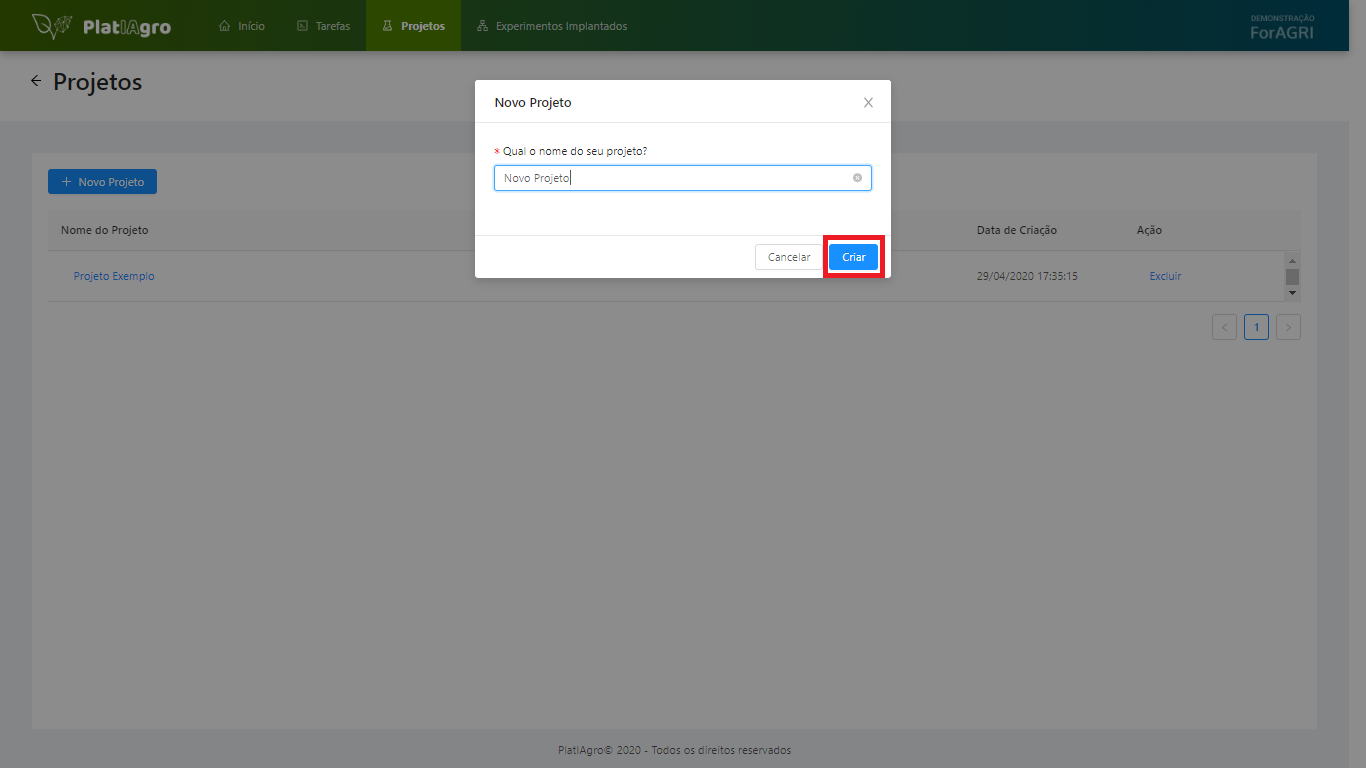 PlatIAgro
Início
Tarefas
Projetos
Experimentos Implantados
DEMONSTRAÇÃO
ForAGRI
Projetos
Novo Projeto
* Qual o nome do seu projeto?
Novo Projeto
Cancelar
Criar
+ Novo Projeto
Nome do Projeto
Data de Criação
Ação
Projeto Exemplo
29/04/2020 17:35:15
Excluir
< 1 >
PlatIAgro© 2020 - Todos os direitos reservados